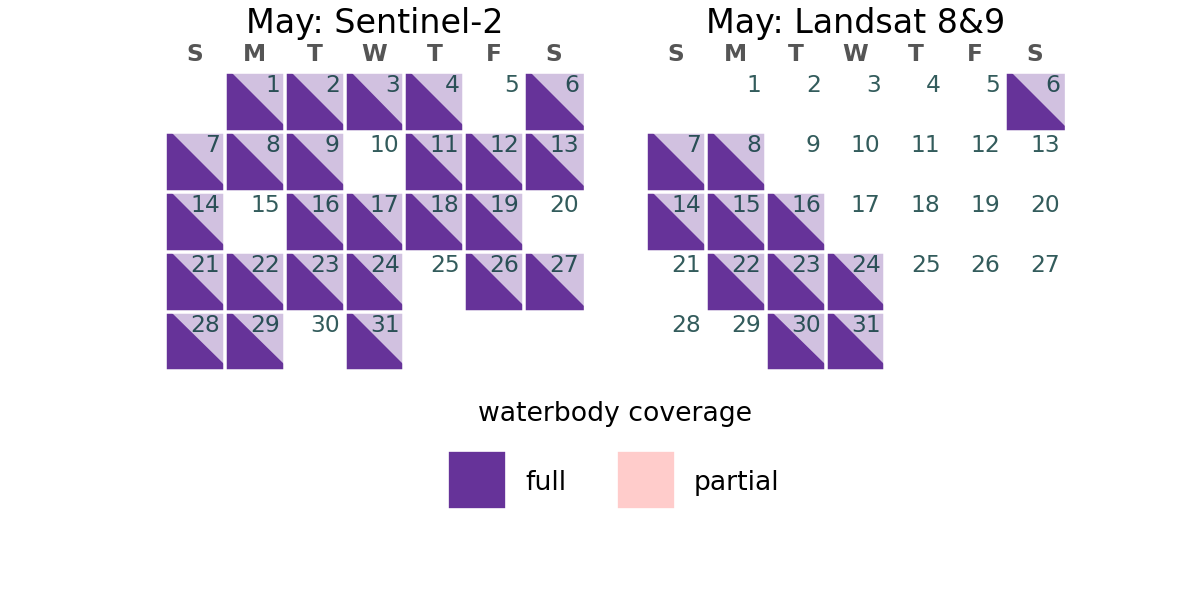 May: Sentinel-2
S M T W T F S
1 2 3 4 5 6
7 8 9 10 11 12 13
14 15 16 17 18 19 20
21 22 23 24 25 26 27
28 29 30 31
May: Landsat 8&9
S M T W T F S
1 2 3 4 5 6
7 8 9 10 11 12 13
14 15 16 17 18 19 20
21 22 23 24 25 26 27
28 29 30 31
waterbody coverage
full
partial